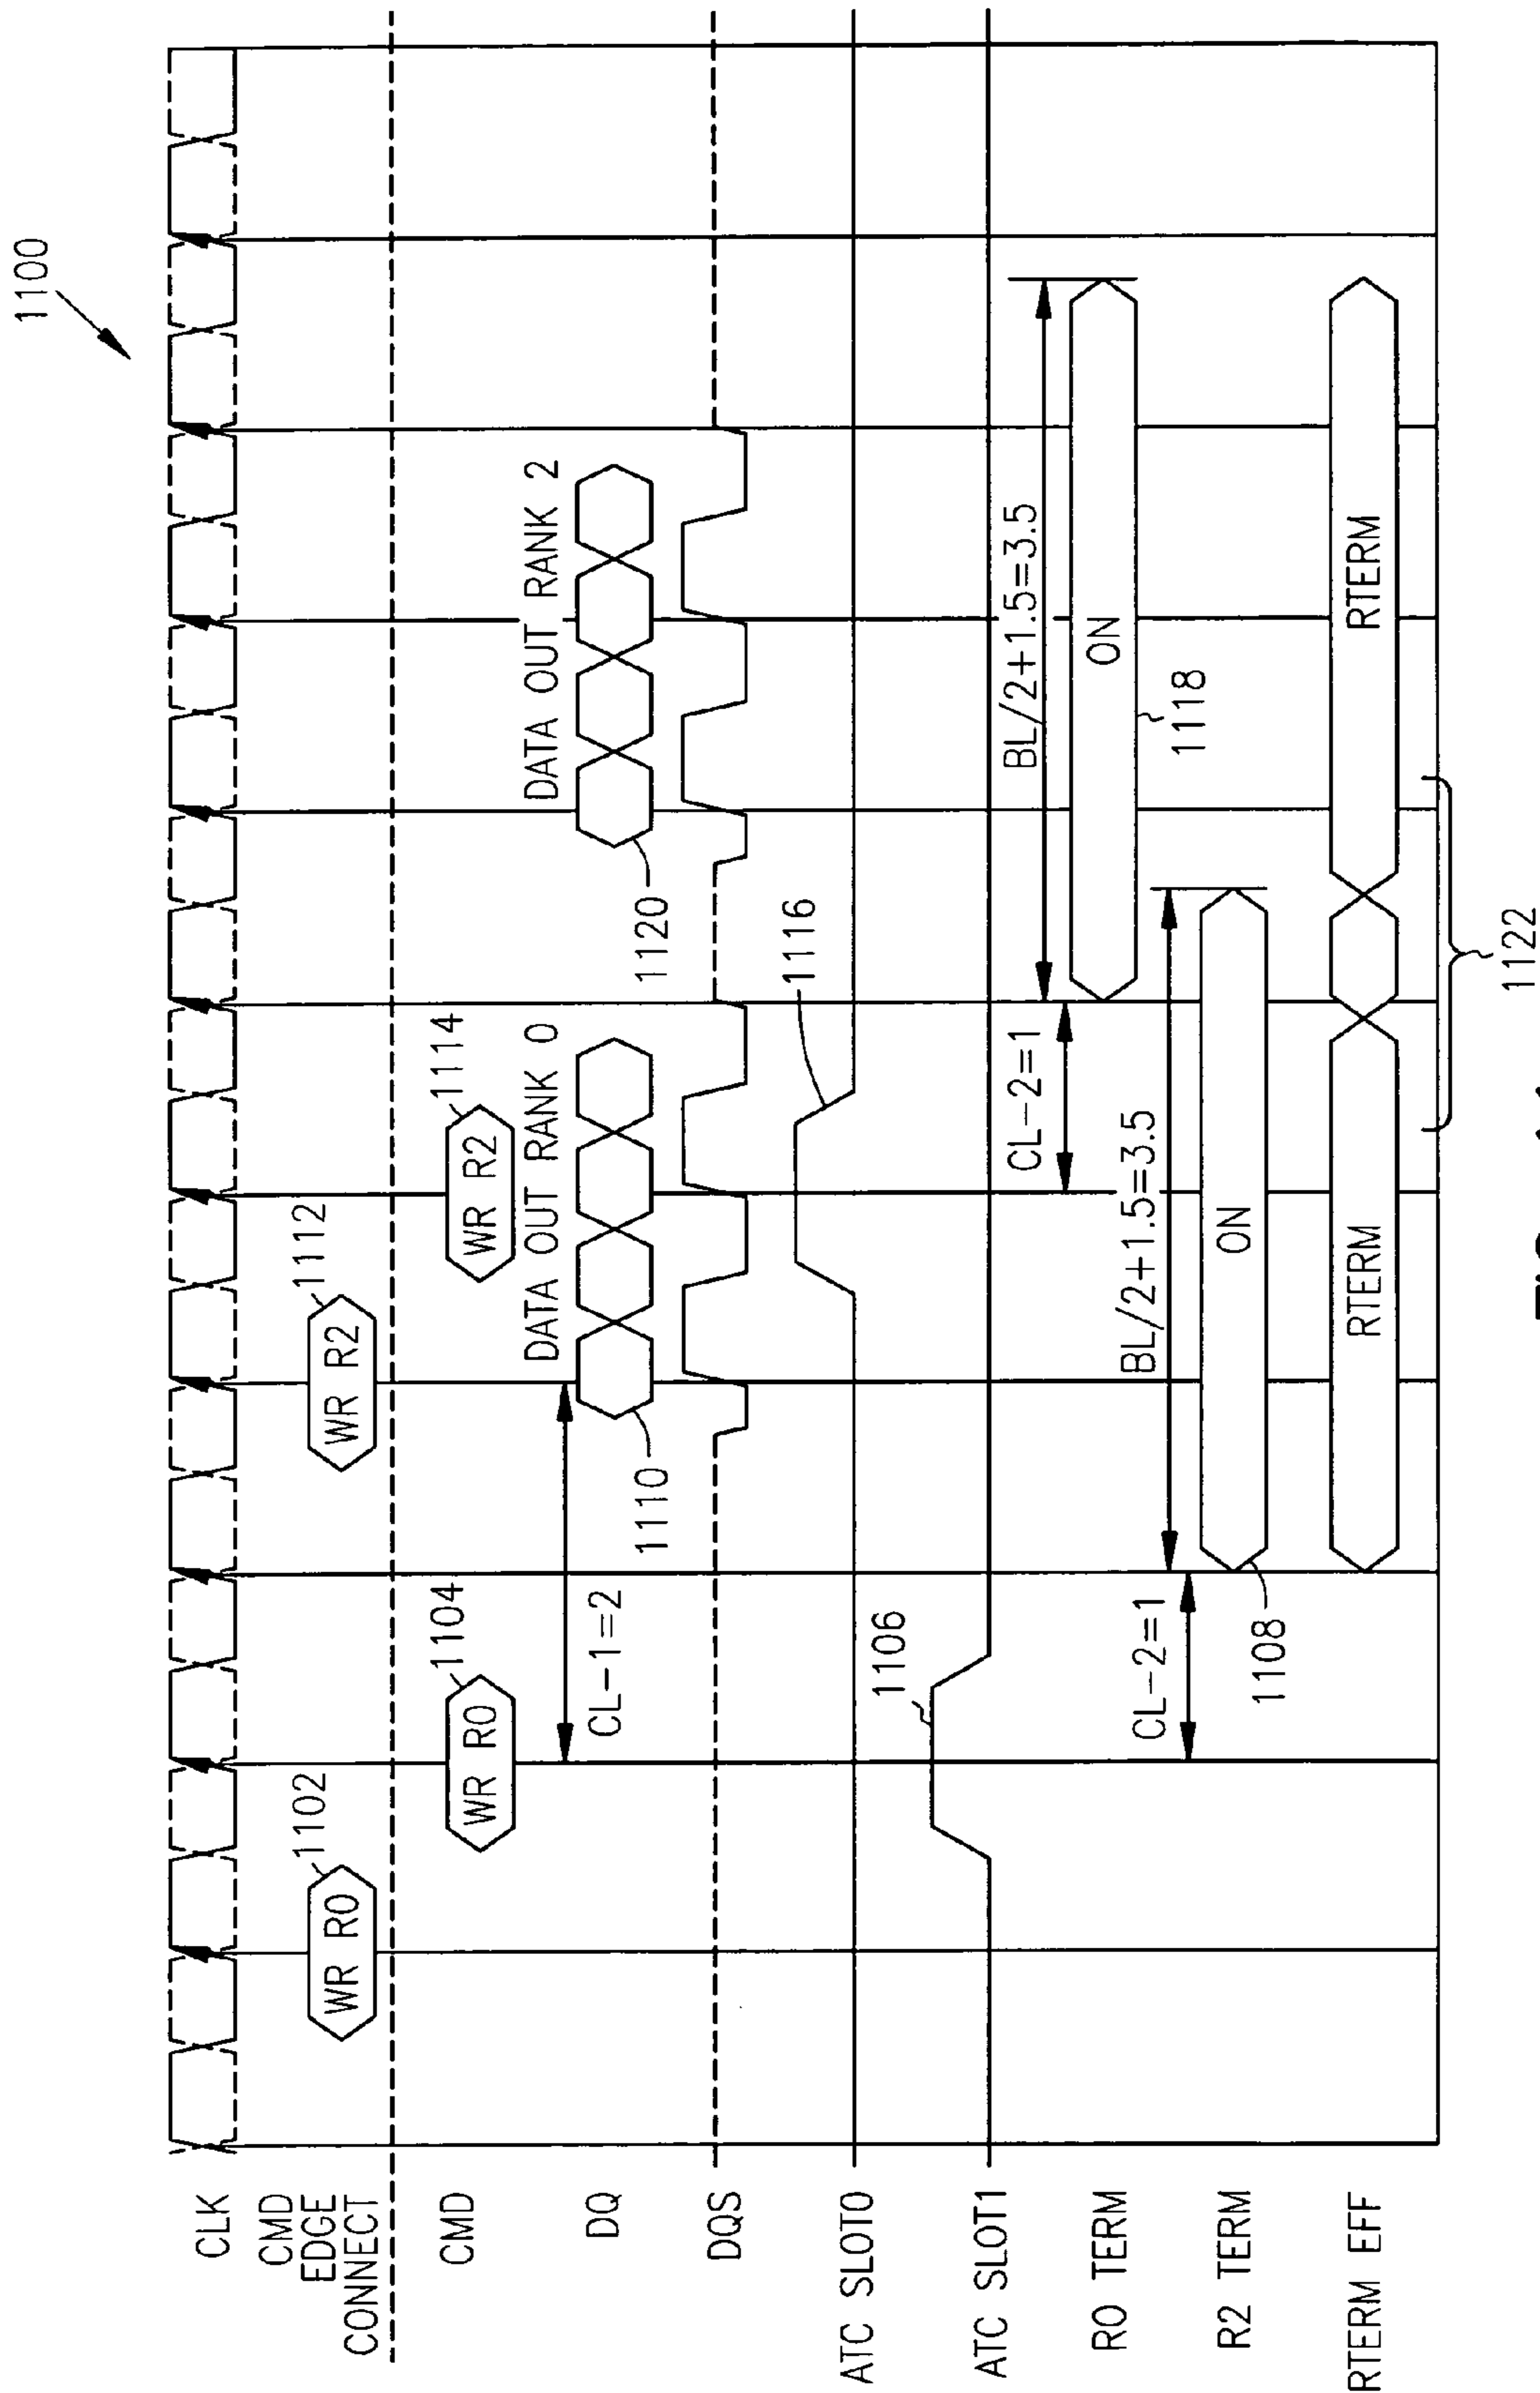 1100
CLK
CMD
EDGE
CONNECT
WR R0
1102
WR R2
1112
CMD
WR R0
1104
WR R2
1114
DQ
CL-1=2
1110
DATA OUT RANK 0
1120
DATA OUT RANK 2
DQS
ATC SLOT0
1116
ATC SLOT1
1106
R0 TERM
CL-2=1
BL/2+1.5=3.5
ON
1118
R2 TERM
CL-2=1
BL/2+1.5=3.5
ON
1108
RTERM EFF
RTERM
RTERM
1122